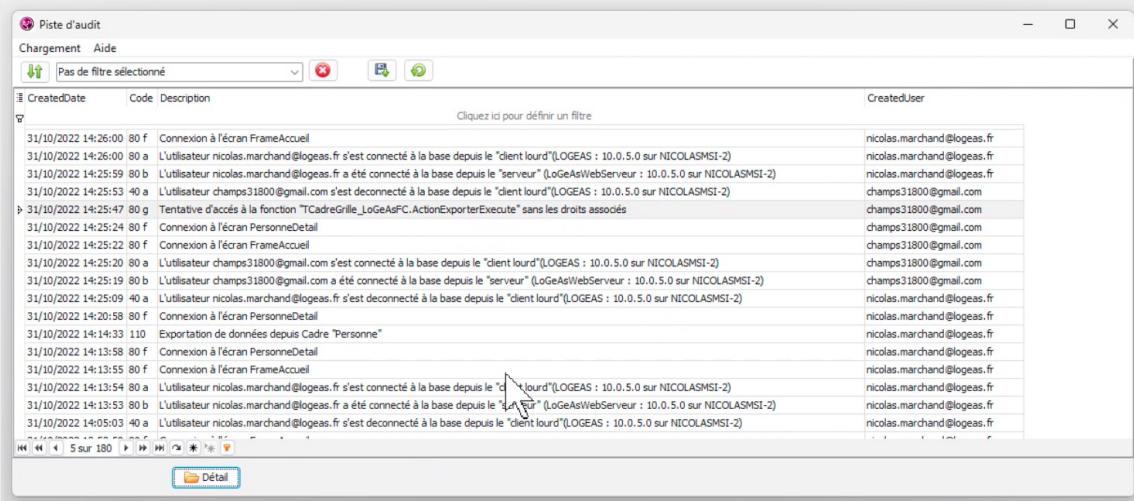 Piste d'audit
Chargement Aide
Pas de filtre sélectionné
CreatedDate Code Description CreatedUser
Cliquez ici pour définir un filtre
31/10/2022 14:26:00 80 f Connexion à l'écran FrameAccueil nicolas.marchand@logeas.fr
31/10/2022 14:26:00 80 a L'utilisateur nicolas.marchand@logeas.fr s'est connecté à la base depuis le "client lourd"(LOGEAS : 10.0.5.0 sur NICOLASMSI-2) nicolas.marchand@logeas.fr
31/10/2022 14:25:59 80 b L'utilisateur nicolas.marchand@logeas.fr a été connecté à la base depuis le "serveur" (LoGeAsWebServeur : 10.0.5.0 sur NICOLASMSI-2) nicolas.marchand@logeas.fr
31/10/2022 14:25:53 40 a L'utilisateur champs31800@gmail.com s'est deconnecté à la base depuis le "client lourd"(LOGEAS : 10.0.5.0 sur NICOLASMSI-2) champs31800@gmail.com
31/10/2022 14:25:47 80 g Tentative d'accés à la fonction "TCadreGrille_LoGeAsFC.ActionExporterExecute" sans les droits associés champs31800@gmail.com
31/10/2022 14:25:24 80 f Connexion à l'écran PersonneDetail champs31800@gmail.com
31/10/2022 14:25:22 80 f Connexion à l'écran FrameAccueil champs31800@gmail.com
31/10/2022 14:25:20 80 a L'utilisateur champs31800@gmail.com s'est connecté à la base depuis le "client lourd"(LOGEAS : 10.0.5.0 sur NICOLASMSI-2) champs31800@gmail.com
31/10/2022 14:25:19 80 b L'utilisateur champs31800@gmail.com a été connecté à la base depuis le "serveur" (LoGeAsWebServeur : 10.0.5.0 sur NICOLASMSI-2) champs31800@gmail.com
31/10/2022 14:25:09 40 a L'utilisateur nicolas.marchand@logeas.fr s'est deconnecté à la base depuis le "client lourd"(LOGEAS : 10.0.5.0 sur NICOLASMSI-2) nicolas.marchand@logeas.fr
31/10/2022 14:20:58 80 f Connexion à l'écran PersonneDetail nicolas.marchand@logeas.fr
31/10/2022 14:14:33 110 Exportation de données depuis Cadre "Personne" nicolas.marchand@logeas.fr
31/10/2022 14:13:58 80 f Connexion à l'écran PersonneDetail nicolas.marchand@logeas.fr
31/10/2022 14:13:55 80 f Connexion à l'écran FrameAccueil nicolas.marchand@logeas.fr
31/10/2022 14:13:54 80 a L'utilisateur nicolas.marchand@logeas.fr s'est connecté à la base depuis le lourd"(LOGEAS : 10.0.5.0 sur NICOLASMSI-2) nicolas.marchand@logeas.fr
31/10/2022 14:13:53 80 b L'utilisateur nicolas.marchand@logeas.fr a été connecté à la base depuis le (LoGeAsWebServeur : 10.0.5.0 sur NICOLASMSI-2) nicolas.marchand@logeas.fr
31/10/2022 14:05:03 40 a L'utilisateur nicolas.marchand@logeas.fr s'est deconnecté à la base depuis le "client lourd"(LOGEAS : 10.0.5.0 sur NICOLASMSI-2) nicolas.marchand@logeas.fr
5 sur 180
Détail